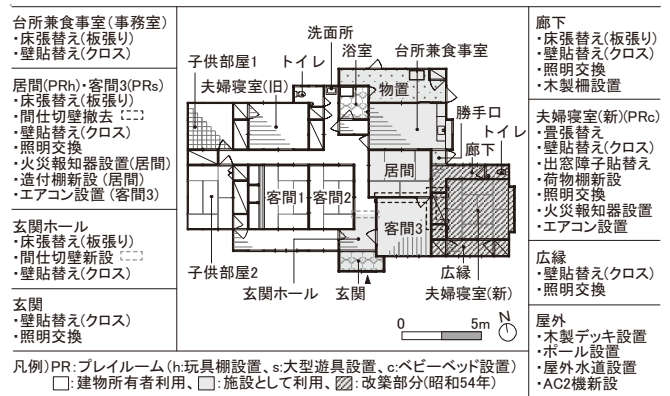 台所兼食事室(事務室)
・床張替え(板張り)
・壁貼替え(クロス)
居間(PRh)・客間3(PRs)
・床張替え(板張り)
・間仕切壁撤去
・壁貼替え(クロス)
・照明交換
・火災報知器設置(居間)
・造付棚新設(居間)
・エアコン設置(客間3)
玄関ホール
・床張替え(板張り)
・間仕切壁新設
・壁貼替え(クロス)
玄関
・壁貼替え(クロス)
・照明交換
子供部屋1
トイレ
洗面所
浴室
台所兼食事室
夫婦寝室(旧)
物置
勝手口
トイレ
廊下
居間
客間1
客間2
客間3
子供部屋2
玄関ホール
玄関
広縁
夫婦寝室(新)
0
5m
N
廊下
・床張替え(板張り)
・壁貼替え(クロス)
・照明交換
・木製柵設置
夫婦寝室(新)(PRc)
・畳替え
・壁貼替え(クロス)
・出窓障子貼替え
・荷物棚新設
・照明交換
・火災報知器設置
・エアコン設置
広縁
・壁貼替え(クロス)
・照明交換
屋外
・木製デッキ設置
・ポール設置
・屋外水道設置
・AC2機新設
凡例)PR:プレイルーム(h:玩具棚設置、s:大型遊具設置、c:ベビーベッド設置)
:建物所有者利用、 :施設として利用、 :改築部分(昭和54年)